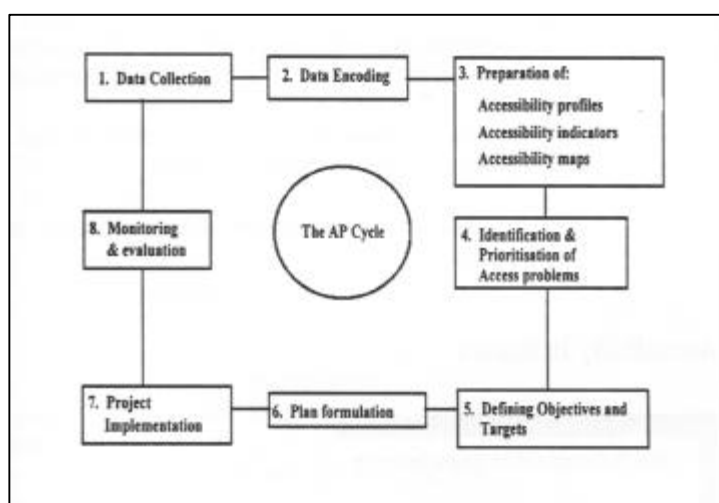 1. Data Collection
2. Data Encoding
3. Preparation of:
Accessibility profiles
Accessibility indicators
Accessibility maps
8. Monitoring
& evaluation
The AP Cycle
4. Identification &
Prioritisation of
Access problems
7. Project
Implementation
6. Plan formulation
5. Defining Objectives and
Targets